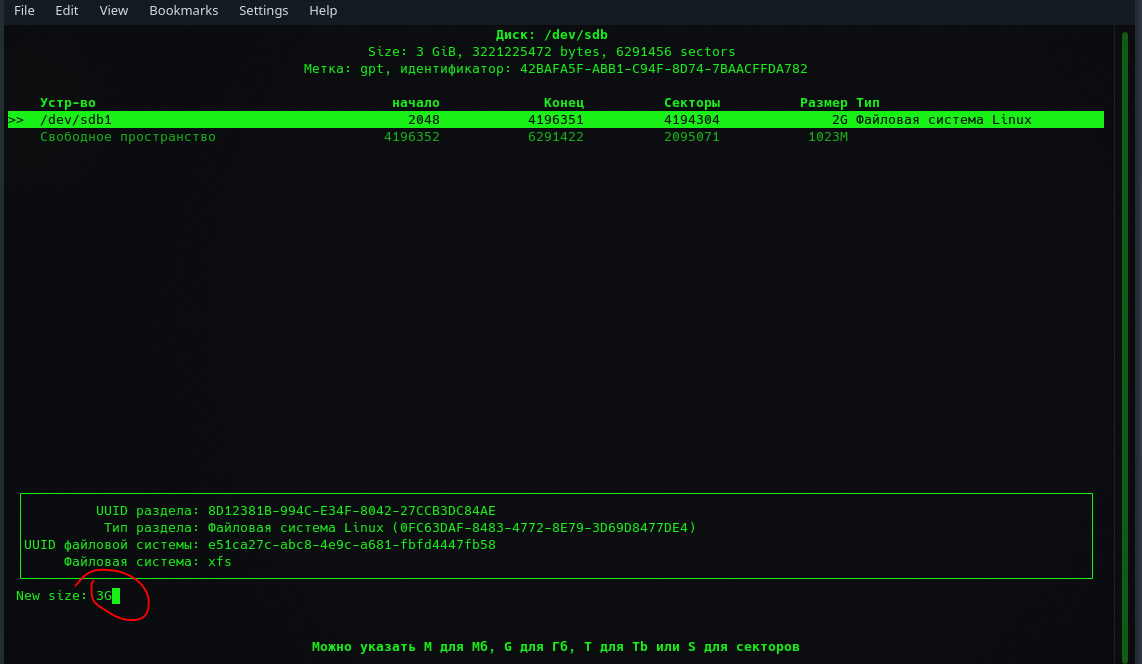 File Edit View Bookmarks Settings Help
Диск: /dev/sdb
Size: 3 GiB, 3221225472 bytes, 6291456 sectors
Метка: gpt, идентификатор: 42BAFA5F-ABB1-C94F-8D74-7BAACFFDA782
Устр-во начало Конец Секторы Размер Тип
>> /dev/sdb1 2048 4196351 4194304 2G Файловая система Linux
Свободное пространство 4196352 6291422 2095071 1023M
UUID раздела: 8D12381B-994C-E34F-8042-27CCB3DC84AE
Тип раздела: Файловая система Linux (0FC63DAF-8483-4772-8E79-3D69D8477DE4)
UUID файловой системы: e51ca27c-abc8-4e9c-a681-fbfd4447fb58
Файловая система: xfs
New size: 3G
Можно указать M для Мб, G для Гб, T для Tb или S для секторов